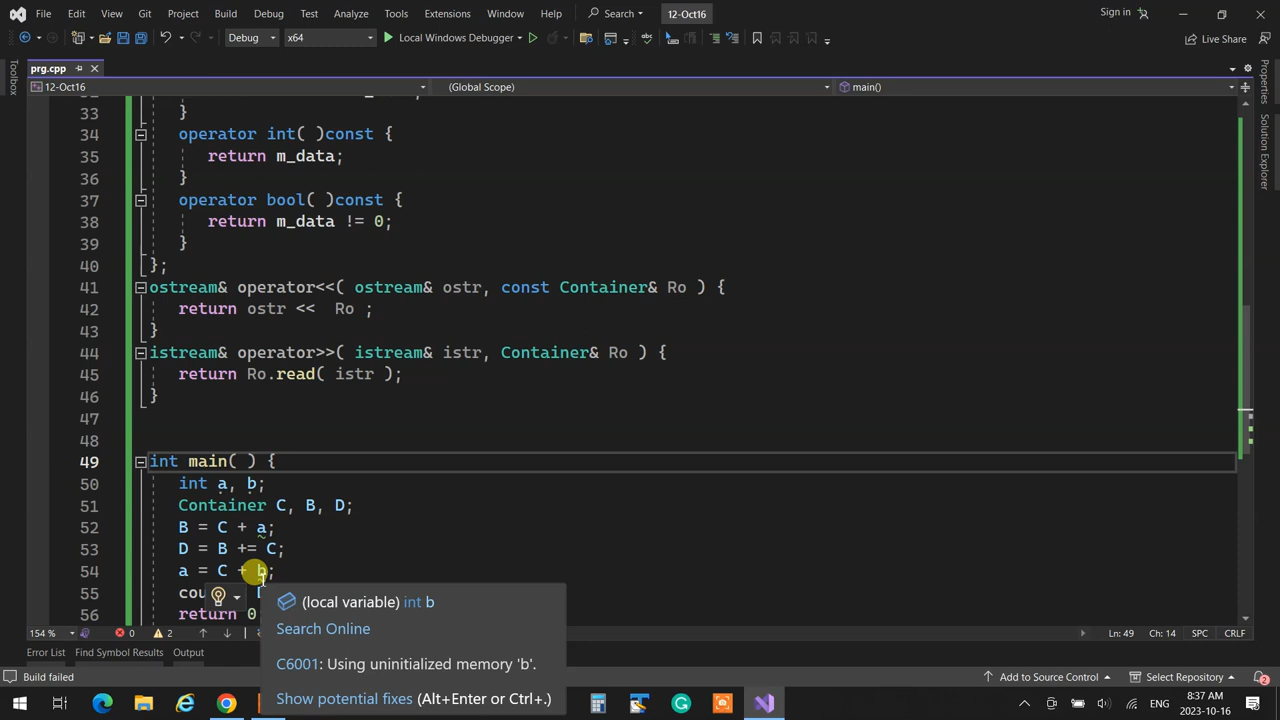 File Edit View Git Project Build Debug Test Analyze Tools Extensions Window Help Search 12-Oct16 Sign in
Debug x64 Local Windows Debugger Live Share
prg.cpp
12-Oct16 (Global Scope) main()
Toolbox
Properties
Solution Explorer
33 }
34 operator int( )const {
35 return m_data;
36 }
37 operator bool( )const {
38 return m_data != 0;
39 }
40 };
41 ostream& operator<<( ostream& ostr, const Container& Ro ) {
42 return ostr << Ro ;
43 }
44 istream& operator>>( istream& istr, Container& Ro ) {
45 return Ro.read( istr );
46 }
47
48
49 int main( ) {
50 int a, b;
51 Container C, B, D;
52 B = C + a;
53 D = B += C;
54 a = C + b;
55 cou
56 return 0
(local variable) int b
Search Online
C6001: Using uninitialized memory 'b'.
Show potential fixes (Alt+Enter or Ctrl+.)
154 % 0 2 Ln: 49 Ch: 14 SPC CRLF
Error List Find Symbol Results Output
Build failed Add to Source Control Select Repository 2
ENG 8:37 AM
2023-10-16